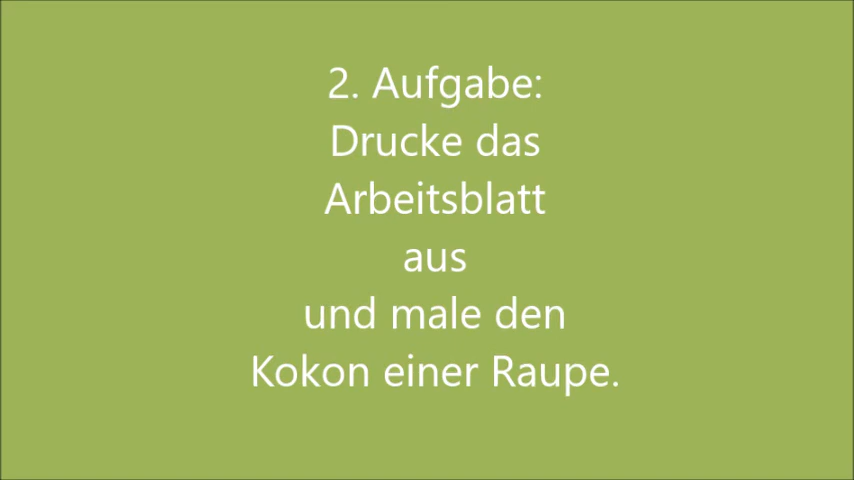 2. Aufgabe:
Drucke das
Arbeitsblatt
aus
und male den
Kokon einer Raupe.